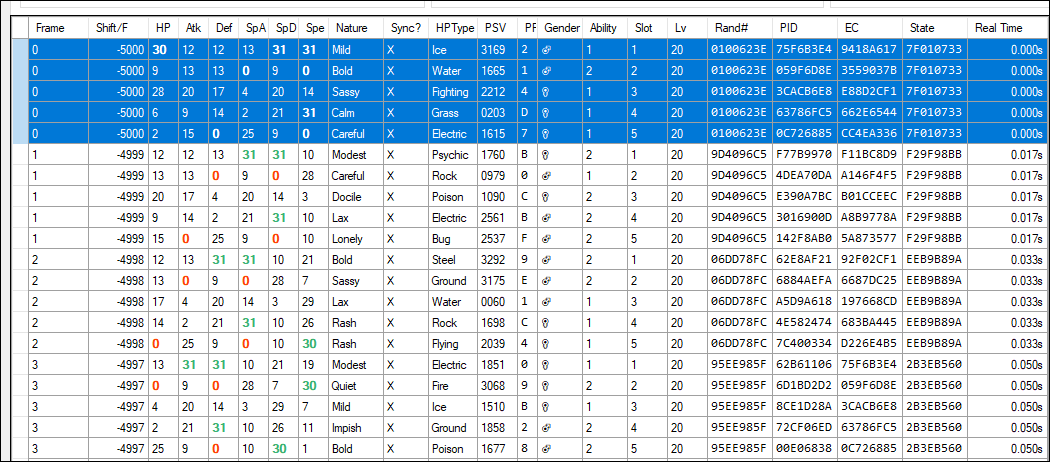 Frame Shift/F HP Atk Def SpA SpD Spe Nature Sync? HPType PSV PF Gender Ability Slot Lv Rand# PID EC State Real Time
0 -5000 30 12 12 13 31 31 Mild X Ice 3169 2 ♂ 1 1 20 0100623E 75F6B3E4 9418A617 7F010733 0.000s
0 -5000 9 13 13 0 9 0 Bold X Water 1665 1 ♂ 2 2 20 0100623E 059F6D8E 3559037B 7F010733 0.000s
0 -5000 28 20 17 4 20 14 Sassy X Fighting 2212 4 ♀ 1 3 20 0100623E 3CACB6E8 E88D2CF1 7F010733 0.000s
0 -5000 6 9 14 2 21 31 Calm X Grass 0203 D ♀ 1 4 20 0100623E 63786FC5 662E6544 7F010733 0.000s
0 -5000 2 15 0 25 9 0 Careful X Electric 1615 7 ♀ 1 5 20 0100623E 0C726885 CC4EA336 7F010733 0.000s
1 -4999 12 12 13 31 31 10 Modest X Psychic 1760 B ♀ 2 1 20 9D4096C5 F77B9970 F11BC8D9 F29F98BB 0.017s
1 -4999 13 13 0 9 0 28 Careful X Rock 0979 0 ♂ 1 2 20 9D4096C5 4DEA70DA A146F4F5 F29F98BB 0.017s
1 -4999 20 17 4 20 14 3 Docile X Poison 1090 C ♀ 1 3 20 9D4096C5 E390A7BC B01CCEEC F29F98BB 0.017s
1 -4999 9 14 2 21 31 10 Lax X Electric 2561 B ♂ 2 4 20 9D4096C5 3016900D A8B9778A F29F98BB 0.017s
1 -4999 15 0 25 9 0 10 Lonely X Bug 2537 F ♂ 2 5 20 9D4096C5 142F8AB0 5A873577 F29F98BB 0.017s
2 -4998 12 13 31 31 10 21 Bold X Steel 3292 9 ♂ 2 1 20 06DD78FC 62E8AF21 92F02CF1 EEB9B89A 0.033s
2 -4998 13 0 9 0 28 7 Sassy X Ground 3175 E ♂ 2 2 20 06DD78FC 6884AEFA 6687DC25 EEB9B89A 0.033s
2 -4998 17 4 20 14 3 29 Lax X Water 0060 1 ♂ 1 3 20 06DD78FC A5D9A618 197668CD EEB9B89A 0.033s
2 -4998 14 2 21 31 10 26 Rash X Rock 1698 C ♀ 1 4 20 06DD78FC 4E582474 683BA445 EEB9B89A 0.033s
2 -4998 0 25 9 0 10 30 Rash X Flying 2039 4 ♀ 1 5 20 06DD78FC 7C400334 D226E4B5 EEB9B89A 0.033s
3 -4997 13 31 31 10 21 19 Modest X Electric 1851 0 ♀ 1 1 20 95EE985F 62B61106 75F6B3E4 2B3EB560 0.050s
3 -4997 0 9 0 28 7 30 Quiet X Fire 3068 9 ♀ 2 2 20 95EE985F 6D1BD2D2 059F6D8E 2B3EB560 0.050s
3 -4997 4 20 14 3 29 7 Mild X Ice 1510 B ♀ 1 3 20 95EE985F 8CE1D28A 3CACB6E8 2B3EB560 0.050s
3 -4997 2 21 31 10 26 11 Impish X Ground 1858 2 ♂ 2 4 20 95EE985F 72CF06ED 63786FC5 2B3EB560 0.050s
3 -4997 25 9 0 10 30 1 Bold X Poison 1677 8 ♂ 2 5 20 95EE985F 00E06838 0C726885 2B3EB560 0.050s